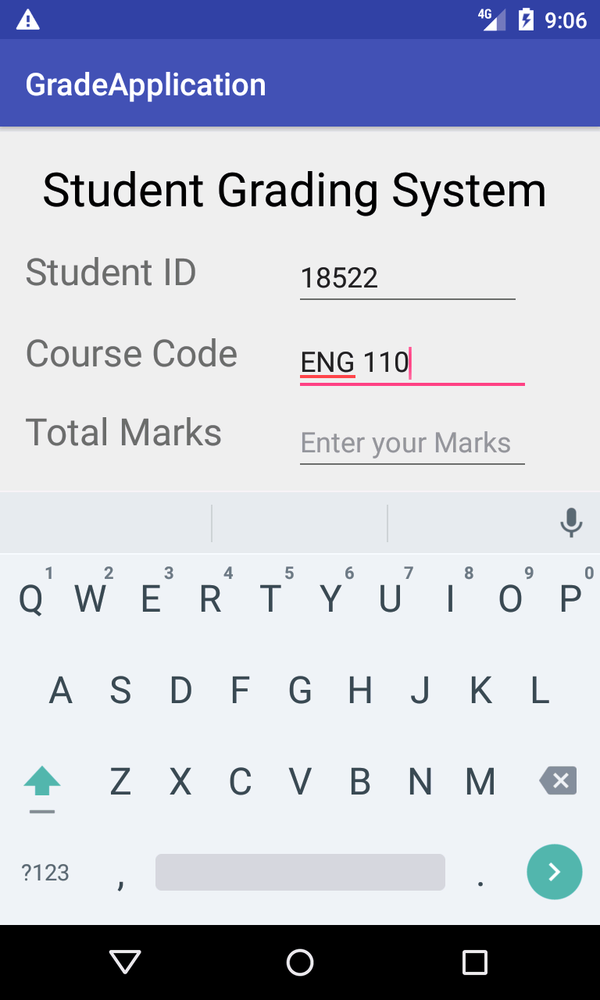 4G 9:06
GradeApplication
Student Grading System
Student ID 18522
Course Code ENG 110
Total Marks Enter your Marks
1 2 3 4 5 6 7 8 9 0
Q W E R T Y U I O P
A S D F G H J K L
Z X C V B N M
?123 , .